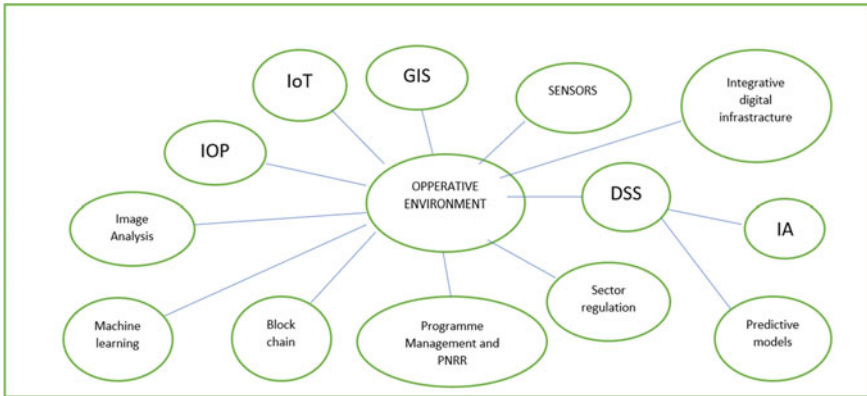 IoT
GIS
SENSORS
Integrative
digital
infrastracture
IOP
OPPERATIVE
ENVIRONMENT
DSS
Image
Analysis
IA
Sector
regulation
Machine
learning
Block
chain
Programme
Management and
PNRR
Predictive
models